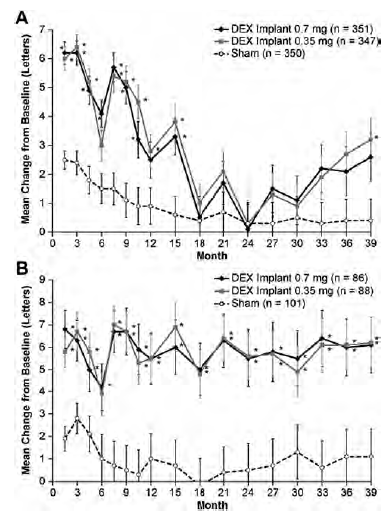 A
DEX Implant 0.7 mg (n = 351)
DEX Implant 0.35 mg (n = 347)
Sham (n = 350)
Mean Change from Baseline (Letters)
7
6
5
4
3
2
1
0
0 3 6 9 12 15 18 21 24 27 30 33 36 39
Month
B
DEX Implant 0.7 mg (n = 86)
DEX Implant 0.35 mg (n = 88)
Sham (n = 101)
Mean Change from Baseline (Letters)
9
8
7
6
5
4
3
2
1
0
0 3 6 9 12 15 18 21 24 27 30 33 36 39
Month